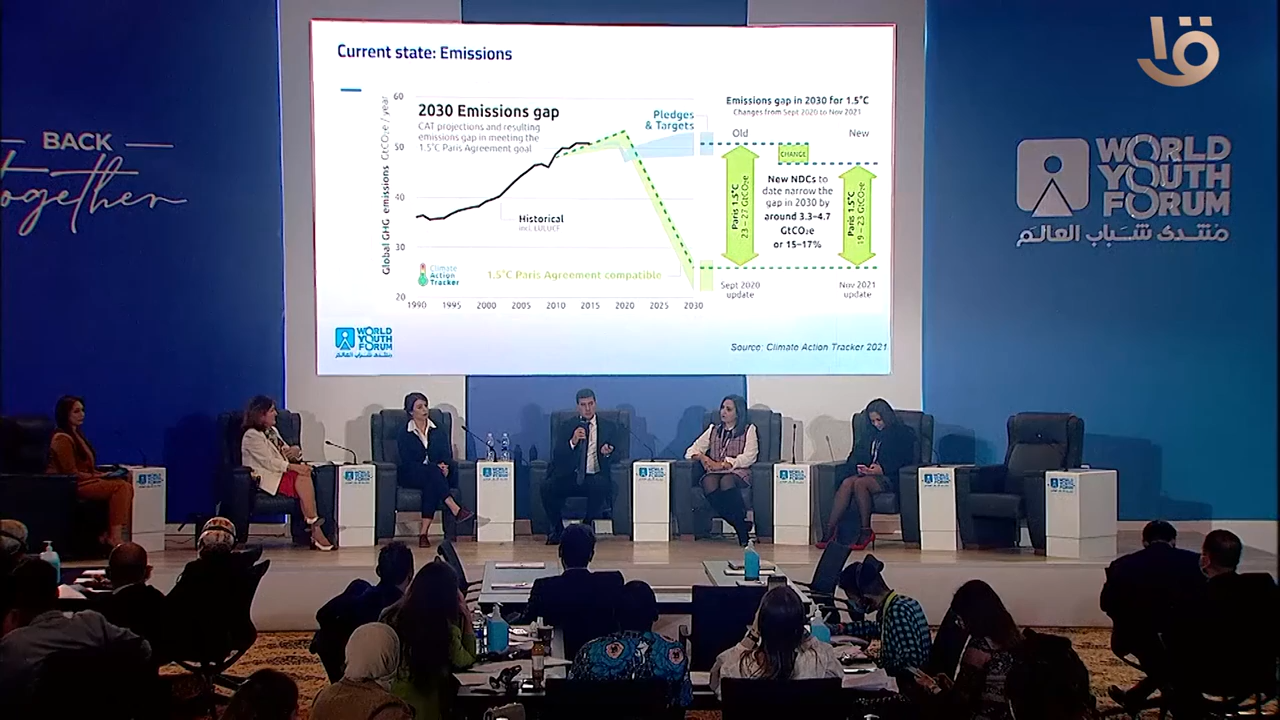 Current state: Emissions
2030 Emissions gap
CAT projections and resulting
emissions gap in meeting the
1.5°C Paris Agreement goal
Global GHG emissions GtCO₂e / year
60
50
40
30
20
1990
1995
2000
2005
2010
2015
2020
2025
2030
Historical
incl. LULUCF
Pledges
& Targets
1.5°C Paris Agreement compatible
Climate
Action
Tracker
Emissions gap in 2030 for 1.5°C
Changes from Sept 2020 to Nov 2021
Old
New
CHANGE
Paris 1.5°C
23 – 27 GtCO₂e
New NDCs to
date narrow the
gap in 2030 by
around 3.3–4.7
GtCO₂e
or 15–17%
Paris 1.5°C
19 – 23 GtCO₂e
Sept 2020
update
Nov 2021
update
WORLD
YOUTH
FORUM
منتدى شباب العالم
Source: Climate Action Tracker 2021
BACK
together
WORLD
YOUTH
FORUM
منتدى شباب العالم